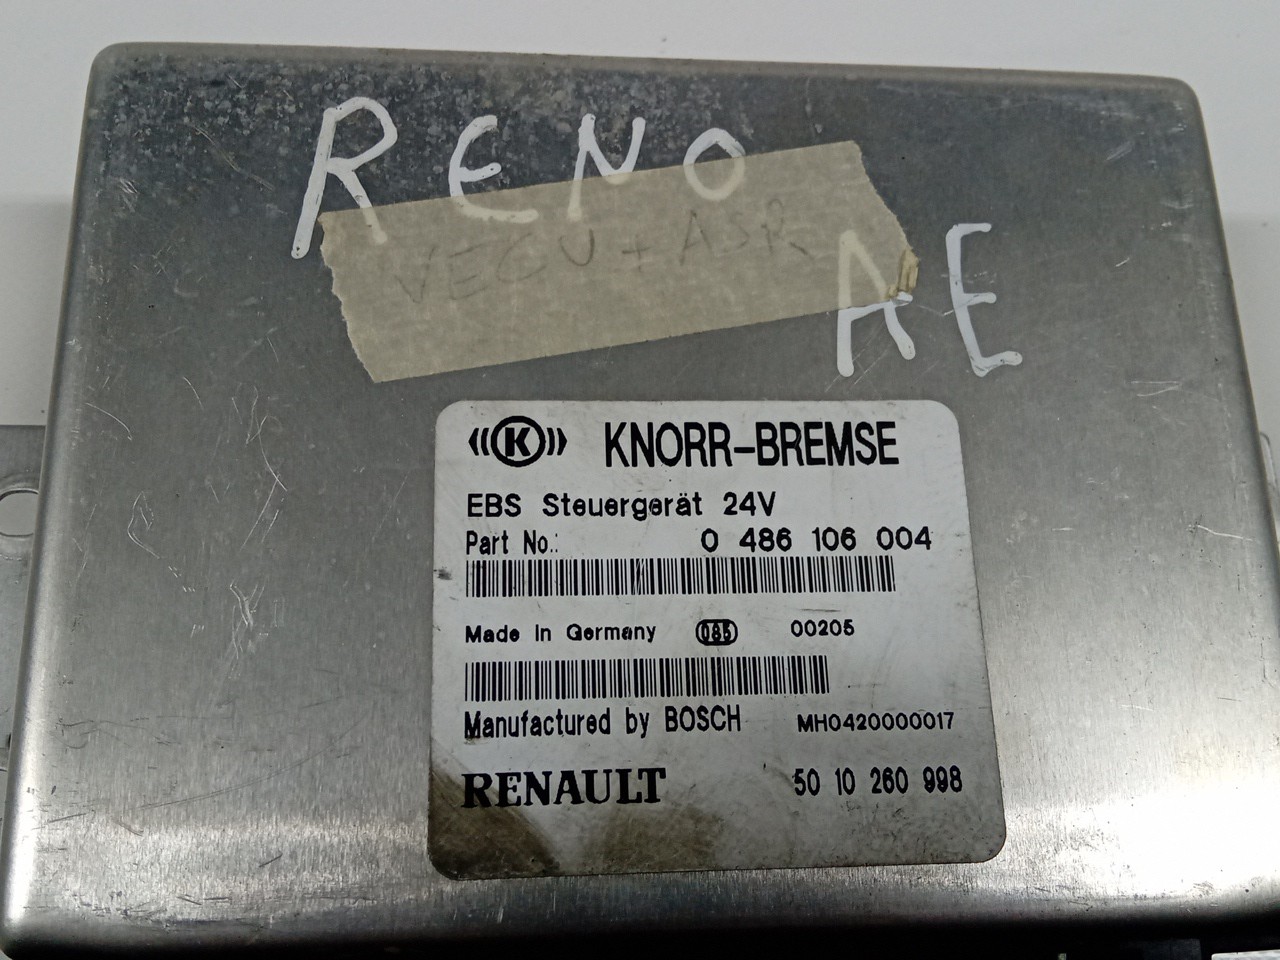 RENO
VECU + ASR
AE
K KNORR-BREMSE
EBS Steuergerät 24V
Part No.: 0 486 106 004
Made in Germany 085 00205
Manufactured by BOSCH MH0420000017
RENAULT 50 10 260 998